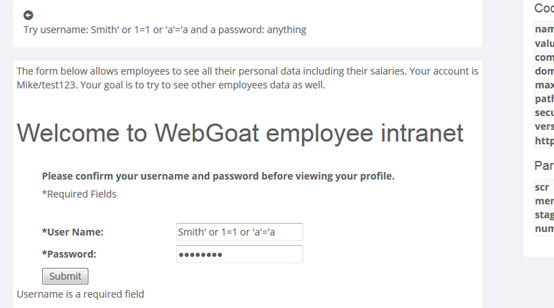 Try username: Smith' or 1=1 or 'a'='a and a password: anything
The form below allows employees to see all their personal data including their salaries. Your account is
Mike/test123. Your goal is to try to see other employees data as well.
Welcome to WebGoat employee intranet
Please confirm your username and password before viewing your profile.
*Required Fields
*User Name: Smith' or 1=1 or 'a'='a
*Password: ••••••••
Submit
Username is a required field
Coo
nam
valu
com
dom
max
path
secu
vers
http
Par
scr
men
stag
num